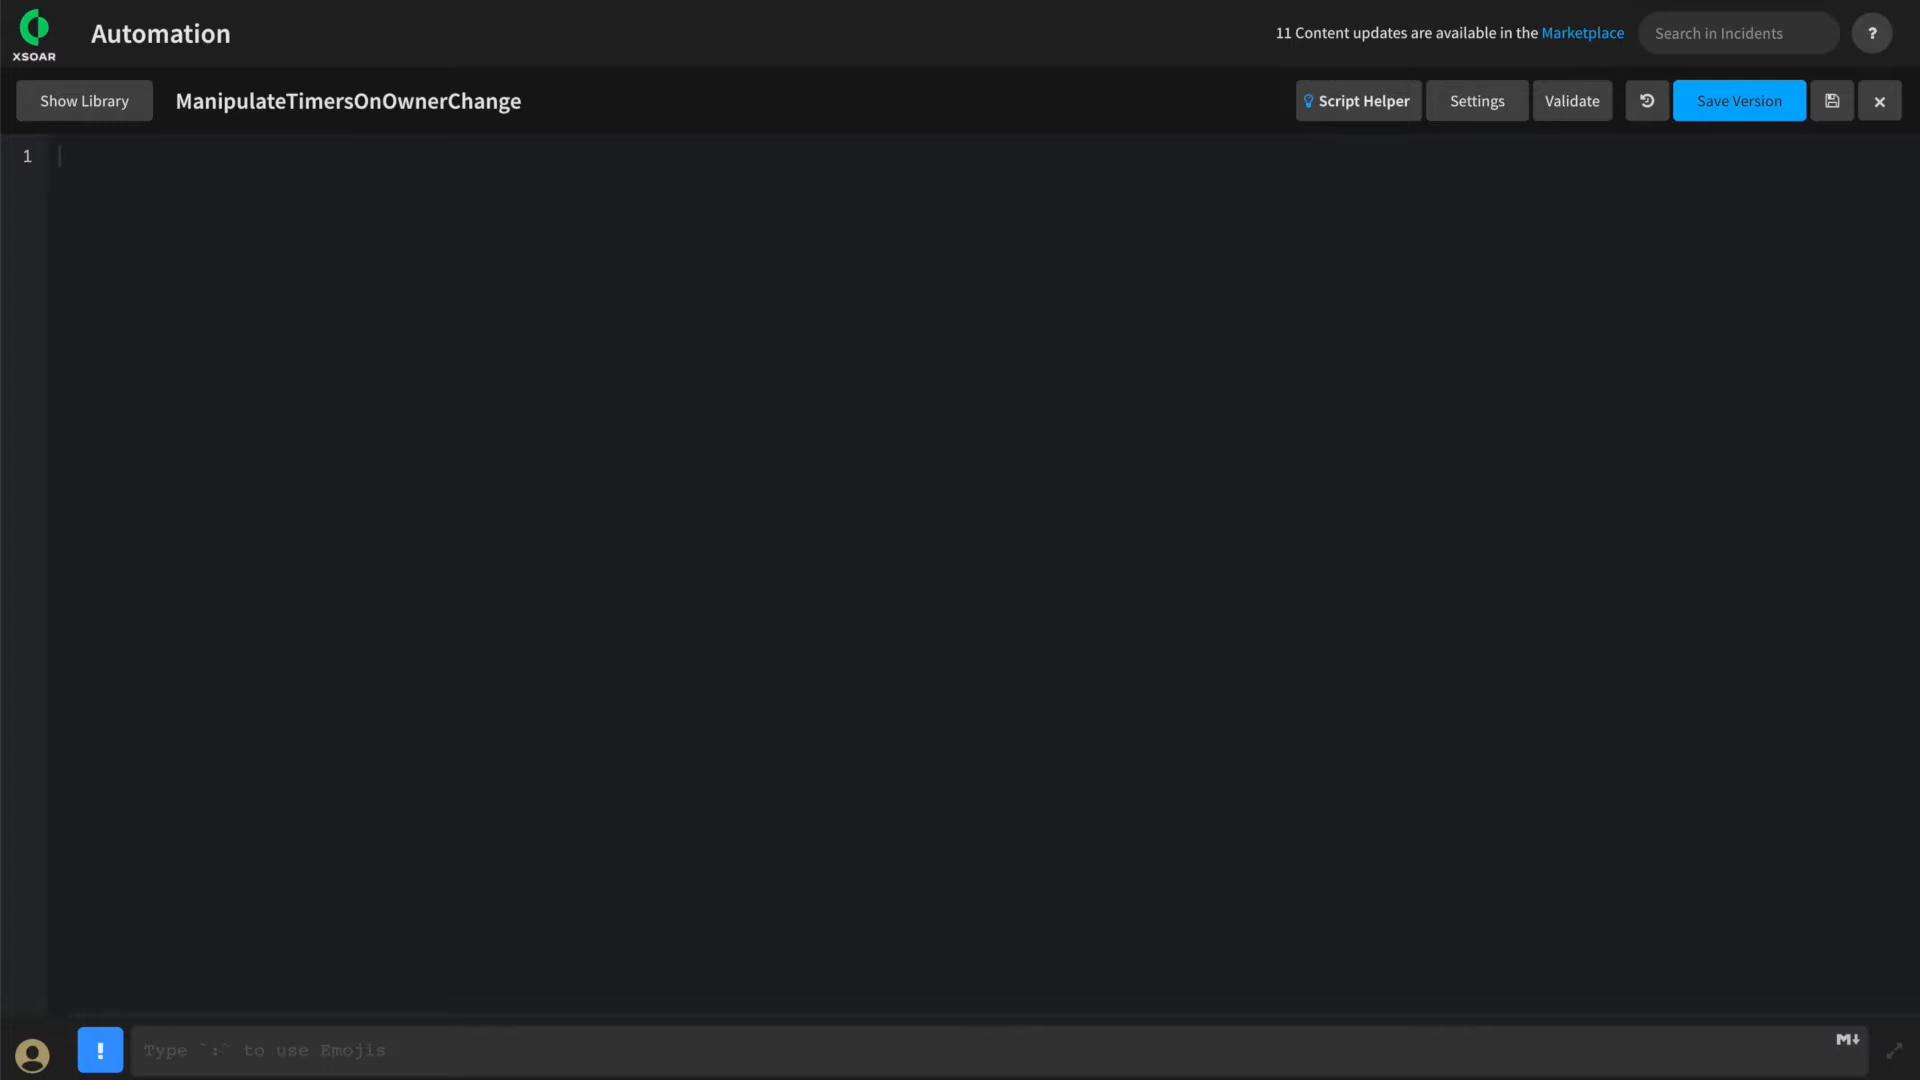 XSOAR
Automation
11 Content updates are available in the Marketplace
Search in Incidents
?
Show Library
ManipulateTimersOnOwnerChange
Script Helper
Settings
Validate
Save Version
1
!
Type `:` to use Emojis
M